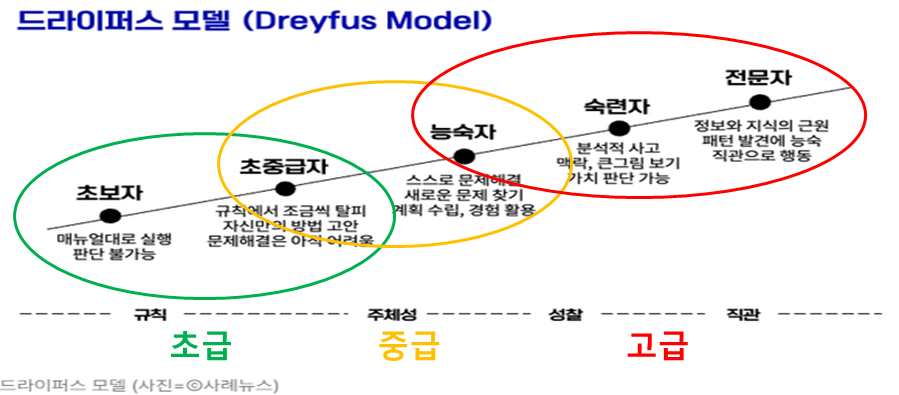 드라이퍼스 모델 (Dreyfus Model)
초보자
매뉴얼대로 실행
판단 불가능
초중급자
규칙에서 조금씩 탈피
자신만의 방법 고안
문제해결은 아직 어려움
능숙자
스스로 문제해결
새로운 문제 찾기
계획 수립, 경험 활용
숙련자
분석적 사고
맥락, 큰그림 보기
가치 판단 가능
전문자
정보와 지식의 근원
패턴 발견에 능숙
직관으로 행동
규칙 주체성 성찰 직관
초급 중급 고급
드라이퍼스 모델 (사진=ⓒ사례뉴스)